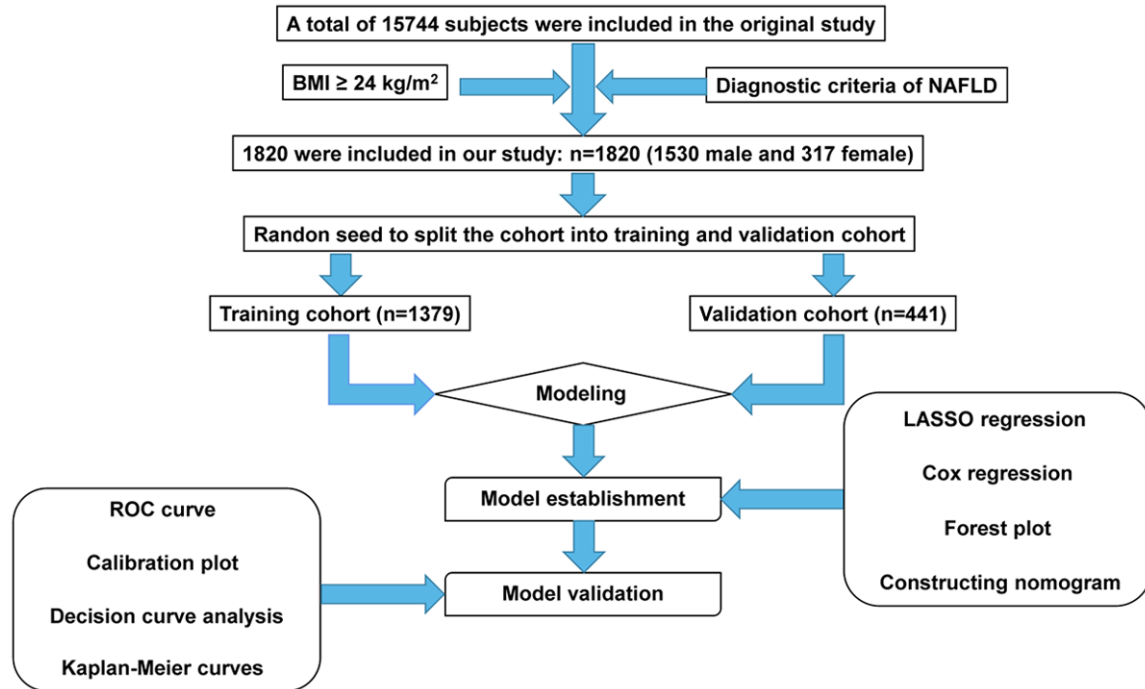 A total of 15744 subjects were included in the original study
BMI ≥ 24 kg/m²
Diagnostic criteria of NAFLD
1820 were included in our study: n=1820 (1530 male and 317 female)
Randon seed to split the cohort into training and validation cohort
Training cohort (n=1379)
Validation cohort (n=441)
Modeling
LASSO regression
Cox regression
Forest plot
Constructing nomogram
Model establishment
ROC curve
Calibration plot
Decision curve analysis
Kaplan-Meier curves
Model validation